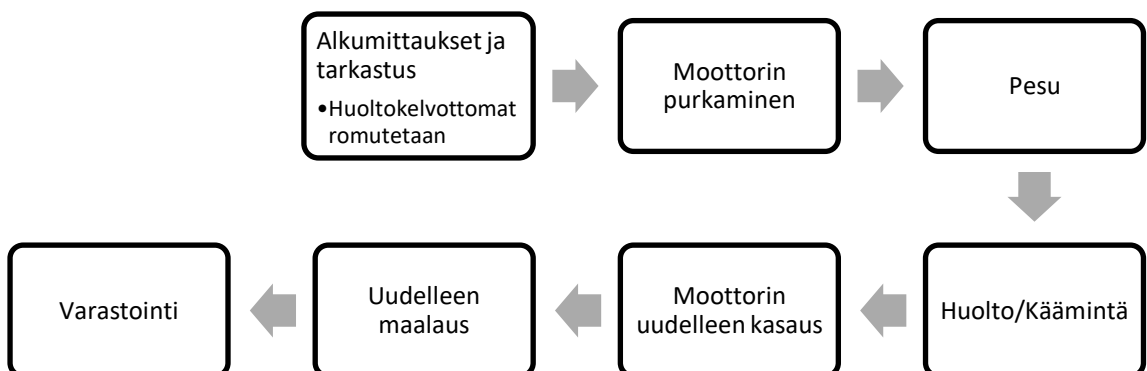 Alkumittaukset ja
tarkastus
•Huoltokelvottomat
romutetaan
Moottorin
purkaminen
Pesu
Huolto/Käämintä
Moottorin
uudelleen kasaus
Uudelleen
maalaus
Varastointi